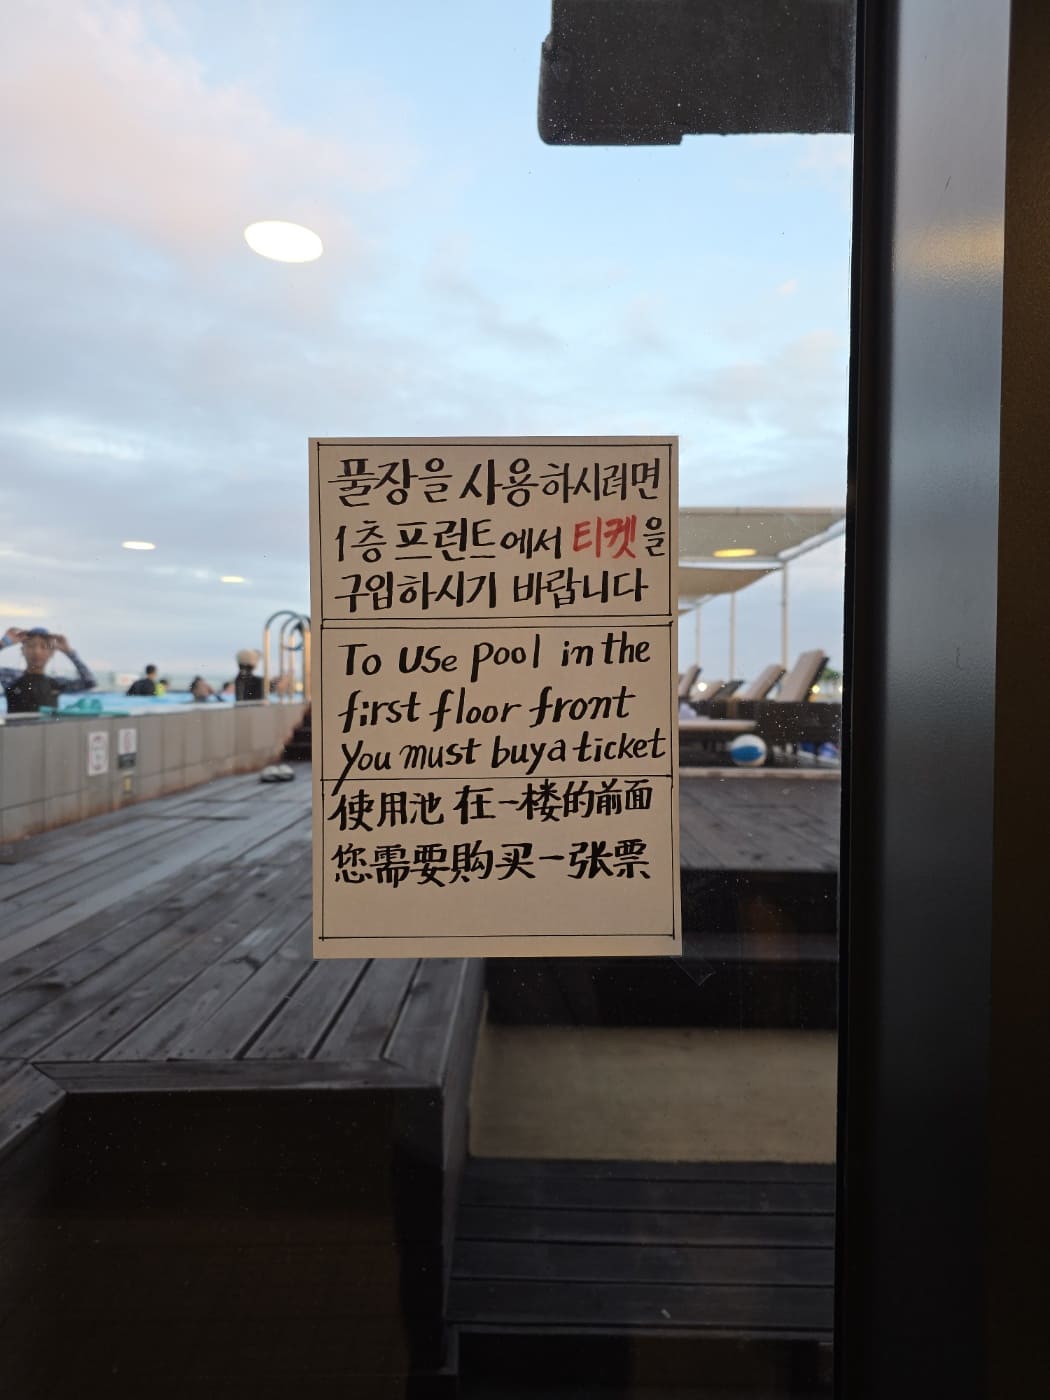 풀장을 사용하시려면
1층 프런트에서 티켓을
구입하시기 바랍니다
To use pool in the
first floor front
you must buy a ticket
使用池 在一楼的前面
您需要購买一张票